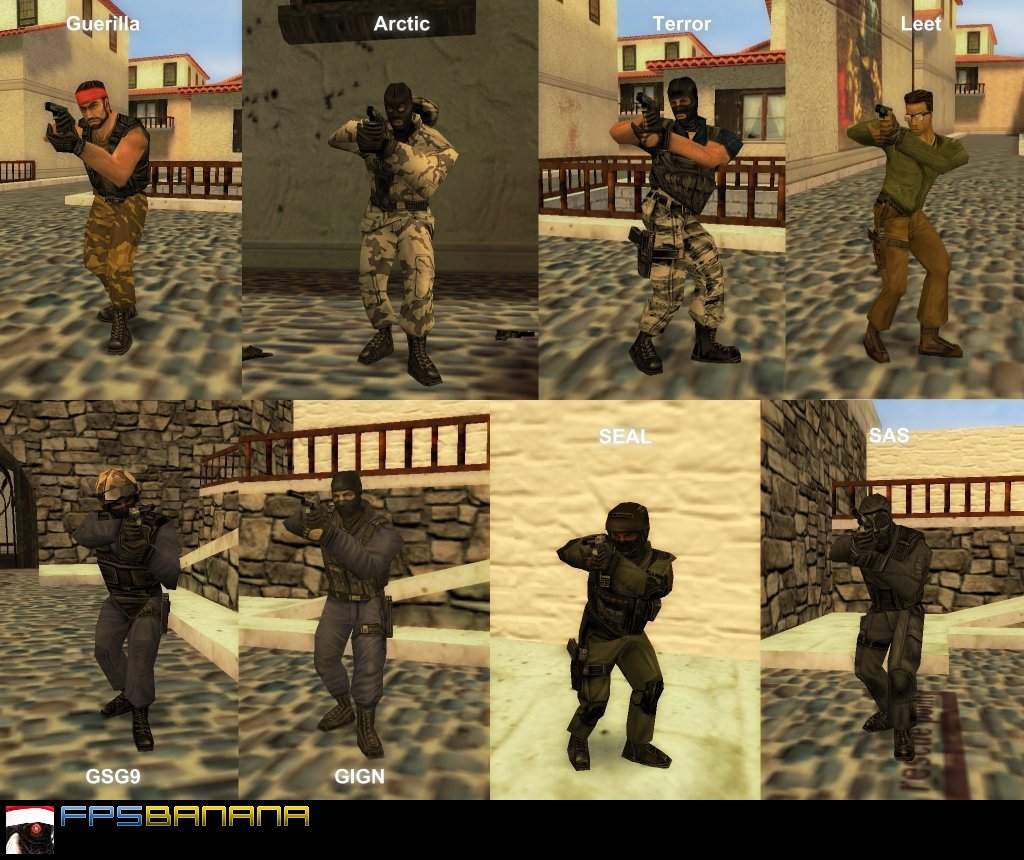 Guerilla
Arctic
Terror
Leet
SEAL
SAS
GSG9
GIGN
FPSBANANA